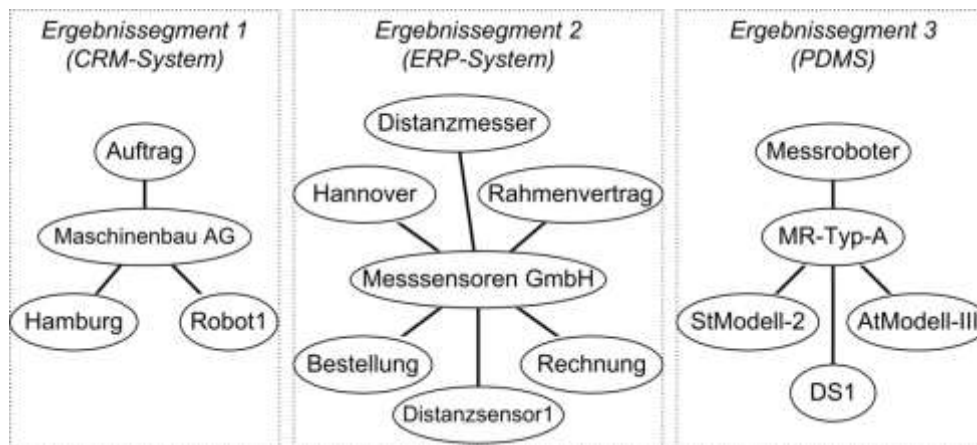 Ergebnissegment 1
(CRM-System)
Auftrag
Maschinenbau AG
Hamburg
Robot1
Ergebnissegment 2
(ERP-System)
Distanzmesser
Hannover
Rahmenvertrag
Messsensoren GmbH
Bestellung
Rechnung
Distanzsensor1
Ergebnissegment 3
(PDMS)
Messroboter
MR-Typ-A
StModell-2
AtModell-III
DS1